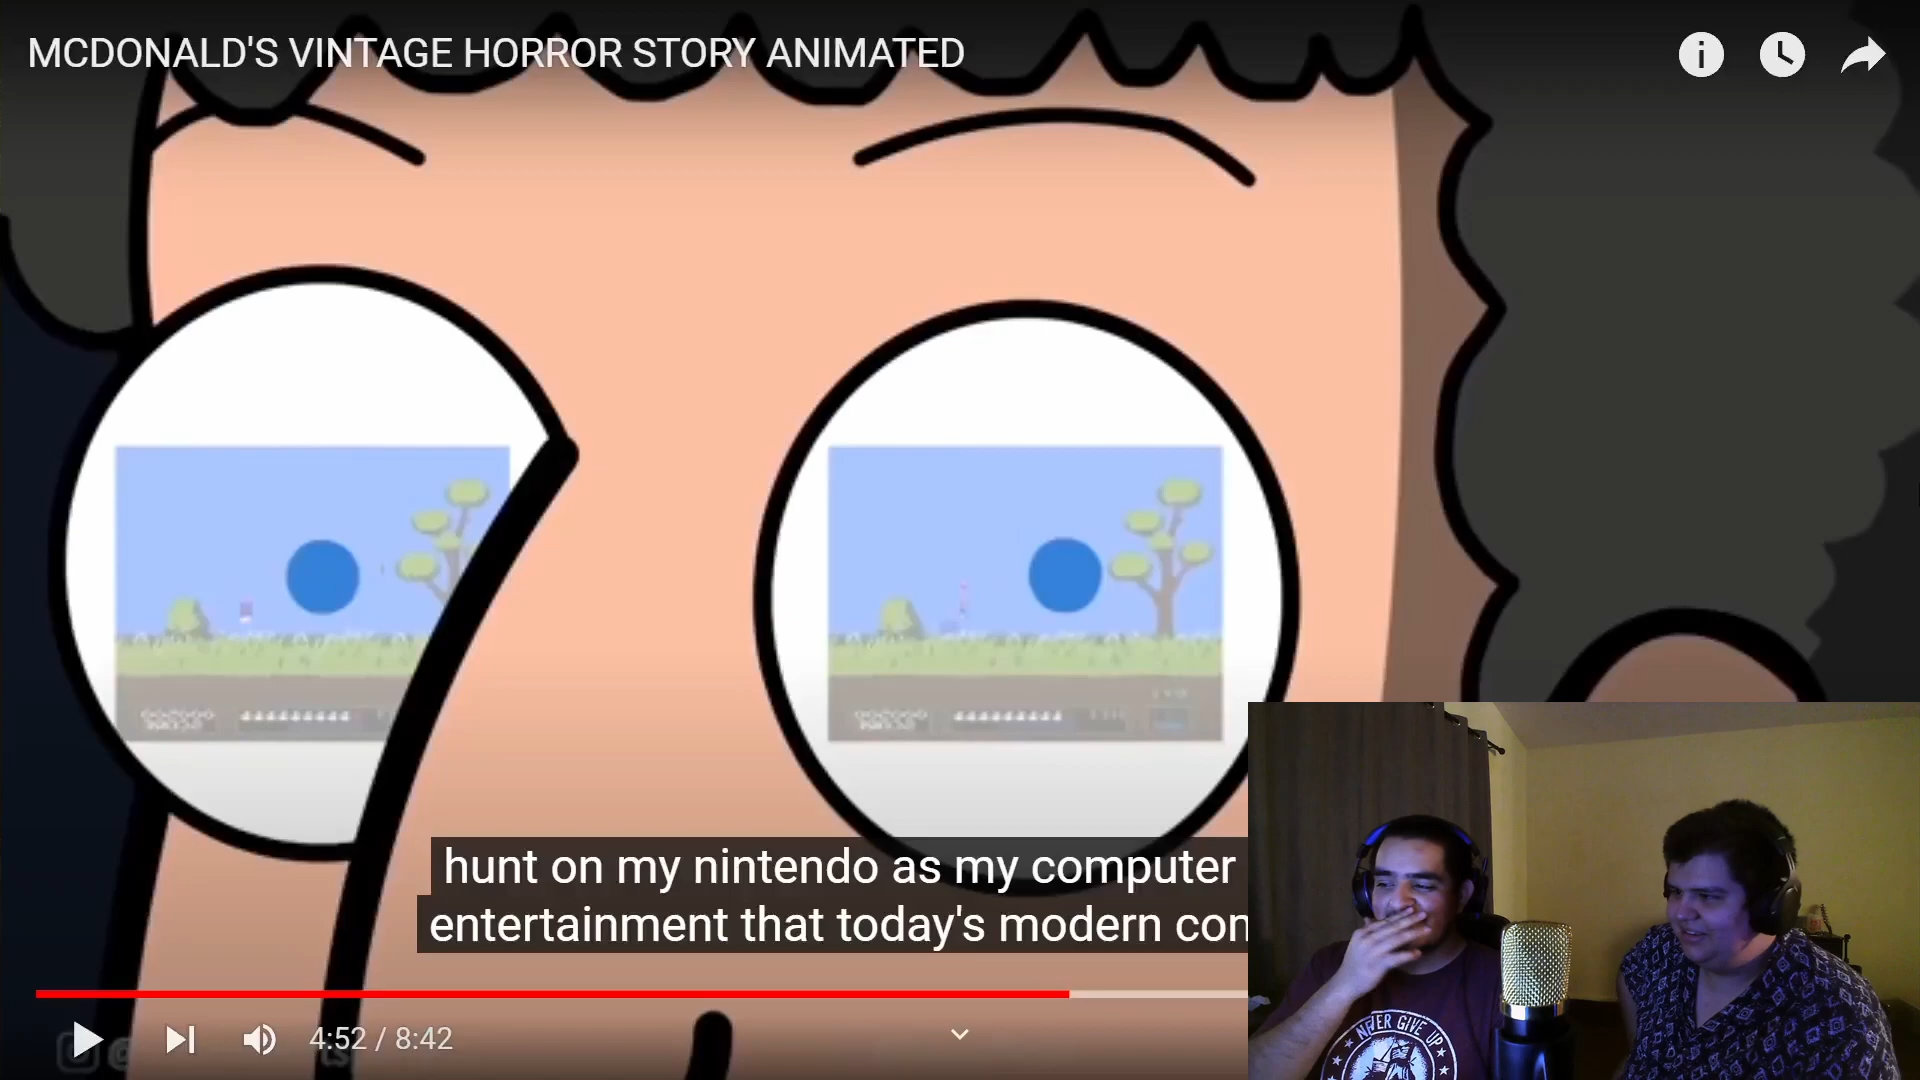 MCDONALD'S VINTAGE HORROR STORY ANIMATED
hunt on my nintendo as my computer
entertainment that today's modern con
4:52 / 8:42
NEVER GIVE UP